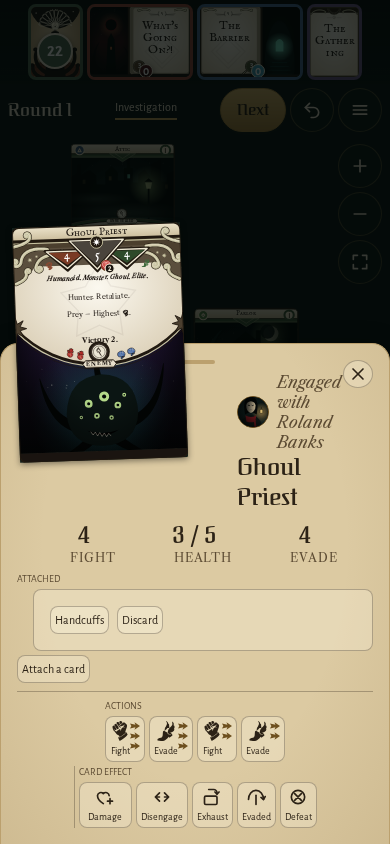 22
What's
Going
On?!
0
The
Barrier
0
The
Gather
ing
Round 1
Investigation
Next
Ghoul Priest
4
5
4
2
Humanoid. Monster. Ghoul. Elite.
Hunter. Retaliate.
Prey – Highest
Victory 2.
ENEMY
Engaged
with
Roland
Banks
Ghoul
Priest
4
3 / 5
4
FIGHT
HEALTH
EVADE
ATTACHED
Handcuffs
Discard
Attach a card
ACTIONS
Fight
Evade
Fight
Evade
CARD EFFECT
Damage
Disengage
Exhaust
Evaded
Defeat